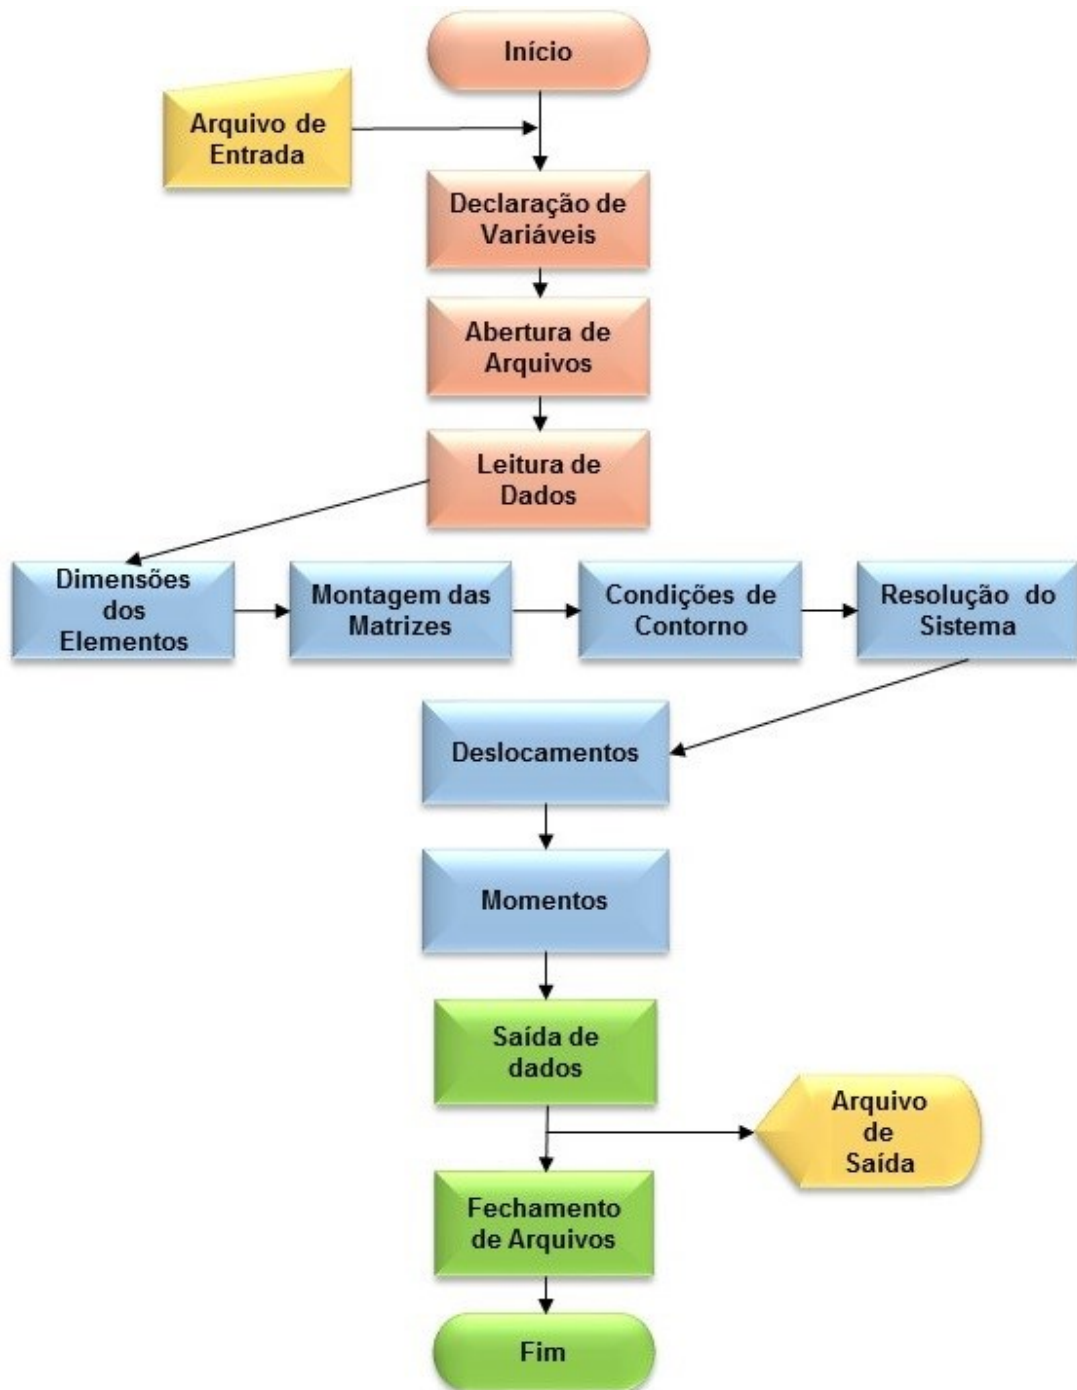 Início
Arquivo de
Entrada
Declaração de
Variáveis
Abertura de
Arquivos
Leitura de
Dados
Dimensões
dos
Elementos
Montagem das
Matrizes
Condições de
Contorno
Resolução do
Sistema
Deslocamentos
Momentos
Saída de
dados
Arquivo
de
Saída
Fechamento
de Arquivos
Fim